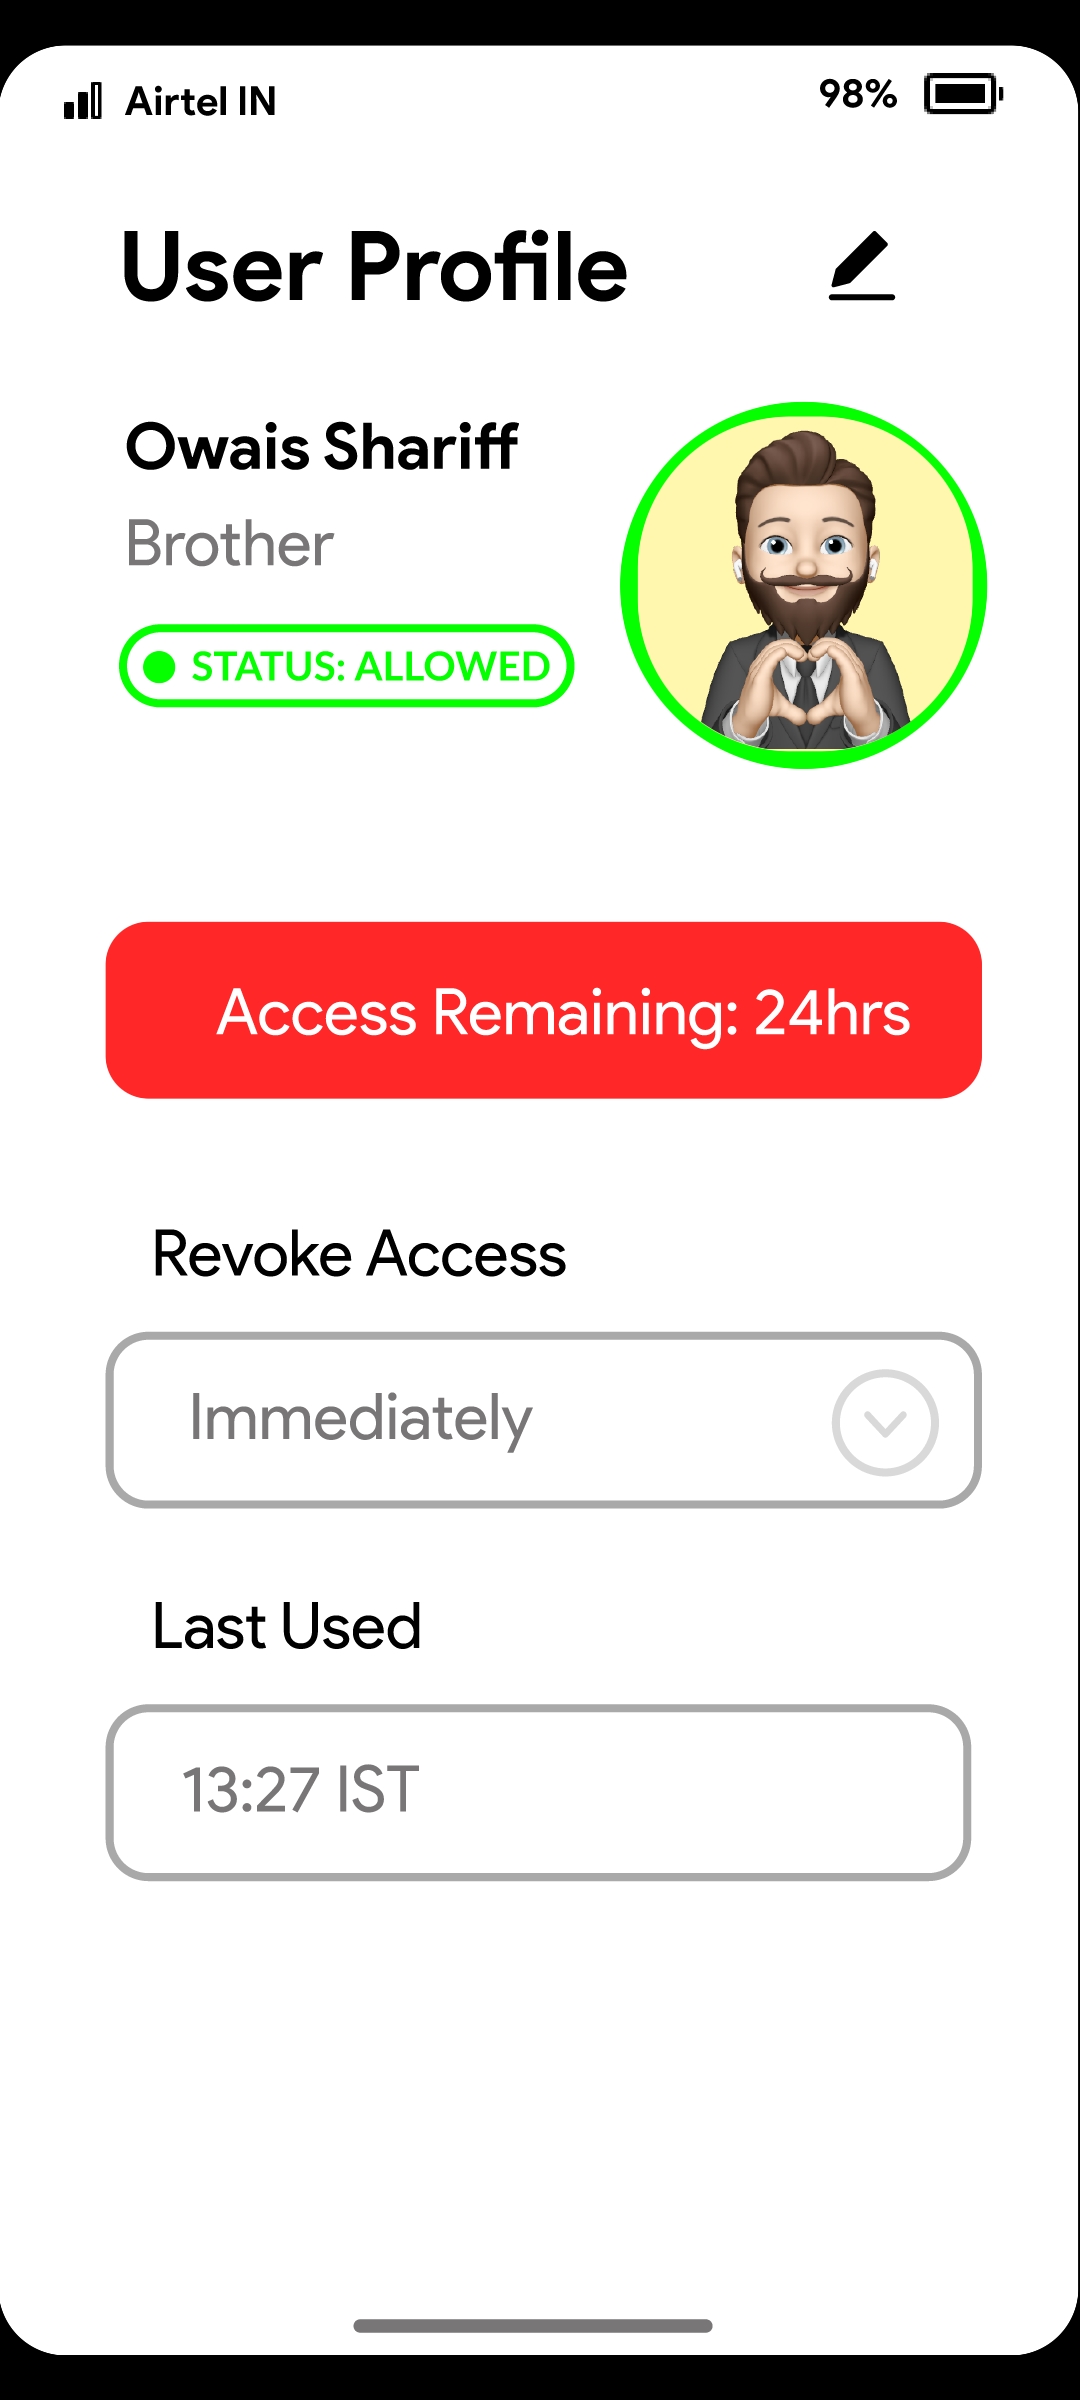 Airtel IN
98%
User Profile
Owais Shariff
Brother
STATUS: ALLOWED
Access Remaining: 24hrs
Revoke Access
Immediately
Last Used
13:27 IST